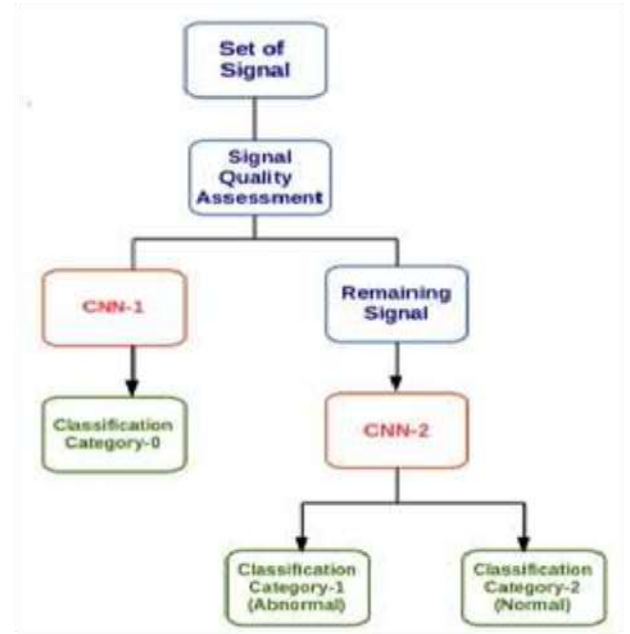 Set of
Signal
Signal
Quality
Assessment
CNN-1
Remaining
Signal
Classification
Category-0
CNN-2
Classification
Category-1
(Abnormal)
Classification
Category-2
(Normal)